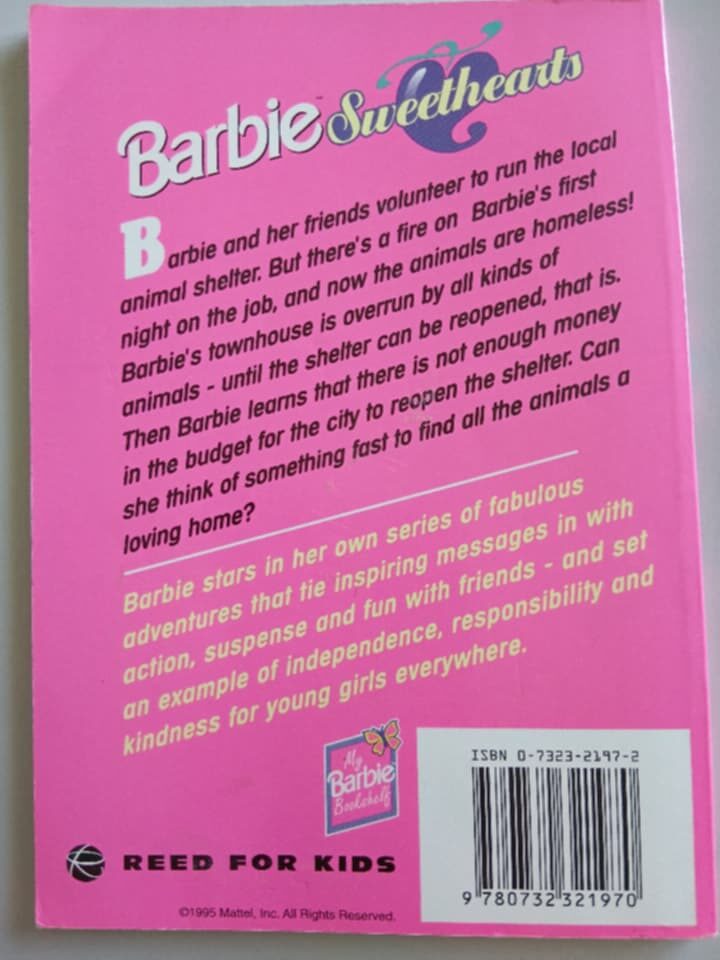 Barbie Sweethearts
Barbie and her friends volunteer to run the local
animal shelter. But there's a fire on Barbie's first
night on the job, and now the animals are homeless!
Barbie's townhouse is overrun by all kinds of
animals - until the shelter can be reopened, that is.
Then Barbie learns that there is not enough money
in the budget for the city to reopen the shelter. Can
she think of something fast to find all the animals a
loving home?
Barbie stars in her own series of fabulous
adventures that tie inspiring messages in with
action, suspense and fun with friends - and set
an example of independence, responsibility and
kindness for young girls everywhere.
My
Barbie
Bookshelf
ISBN 0-7323-2197-2
9 780732 321970
REED FOR KIDS
©1995 Mattel, Inc. All Rights Reserved.